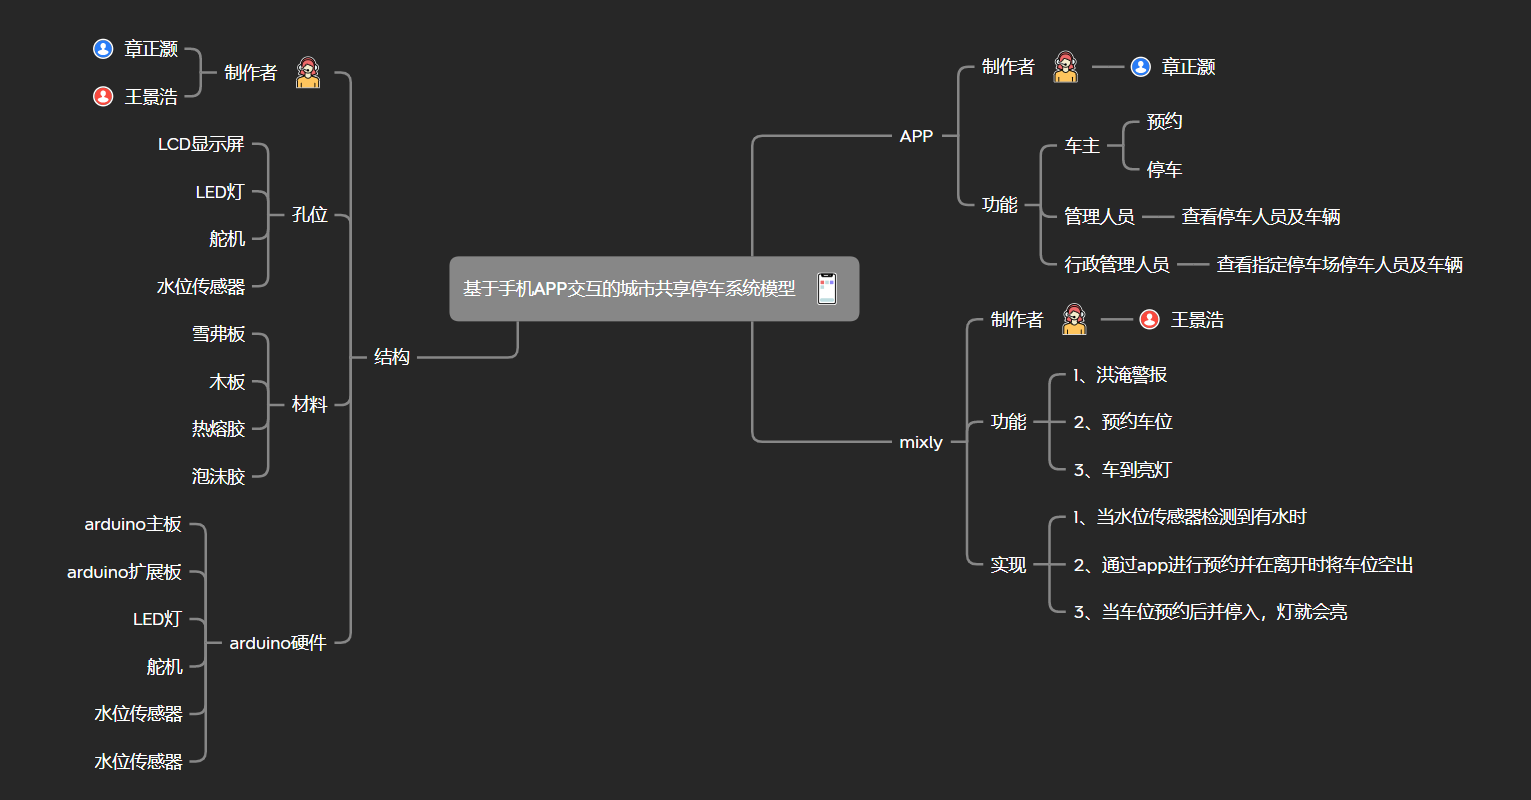 基于手机APP交互的城市共享停车系统模型
APP
制作者
章正灏
功能
车主
预约
停车
管理人员
查看停车人员及车辆
行政管理人员
查看指定停车场停车人员及车辆
mixly
制作者
王景浩
功能
1、洪淹警报
2、预约车位
3、车到亮灯
实现
1、当水位传感器检测到有水时
2、通过app进行预约并在离开时将车位空出
3、当车位预约后并停入，灯就会亮
结构
制作者
章正灏
王景浩
孔位
LCD显示屏
LED灯
舵机
水位传感器
材料
雪弗板
木板
热熔胶
泡沫胶
arduino硬件
arduino主板
arduino扩展板
LED灯
舵机
水位传感器
水位传感器